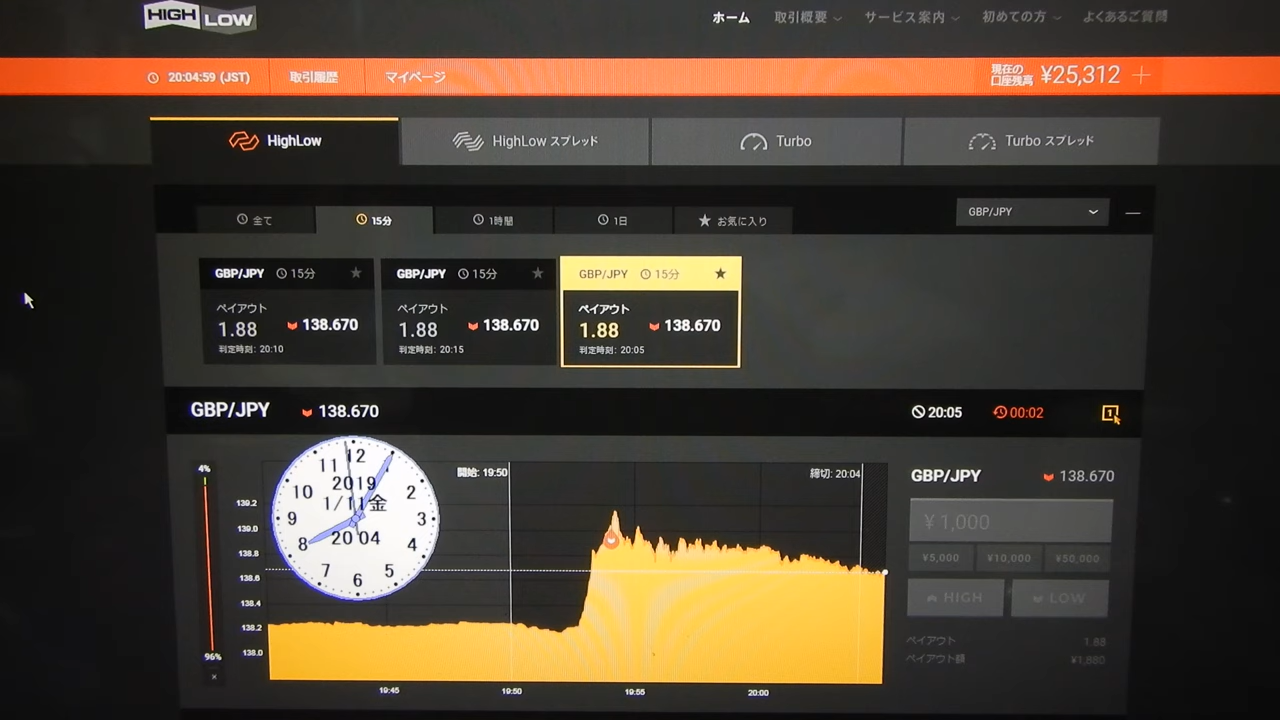 HIGH LOW
ホーム 取引概要 サービス案内 初めての方 よくあるご質問
20:04:59 (JST) 取引履歴 マイページ 現在の口座残高 ¥25,312 +
HighLow HighLow スプレッド Turbo Turbo スプレッド
全て 15分 1時間 1日 お気に入り GBP/JPY
GBP/JPY 15分 GBP/JPY 15分 GBP/JPY 15分
ペイアウト ペイアウト ペイアウト
1.88 138.670 1.88 138.670 1.88 138.670
判定時刻: 20:10 判定時刻: 20:15 判定時刻: 20:05
GBP/JPY 138.670 20:05 00:02 1
4% 開始: 19:50 締切: 20:04 GBP/JPY 138.670
12 1 2 3 4 5 6 7 8 9 10 11
2019
1/11金
20 04
139.2
139.0
138.8
138.6
138.4
138.2
138.0
96%
×
19:45 19:50 19:55 20:00
¥ 1,000
¥5,000 ¥10,000 ¥50,000
HIGH LOW
ペイアウト 1.88
ペイアウト額 ¥1,880